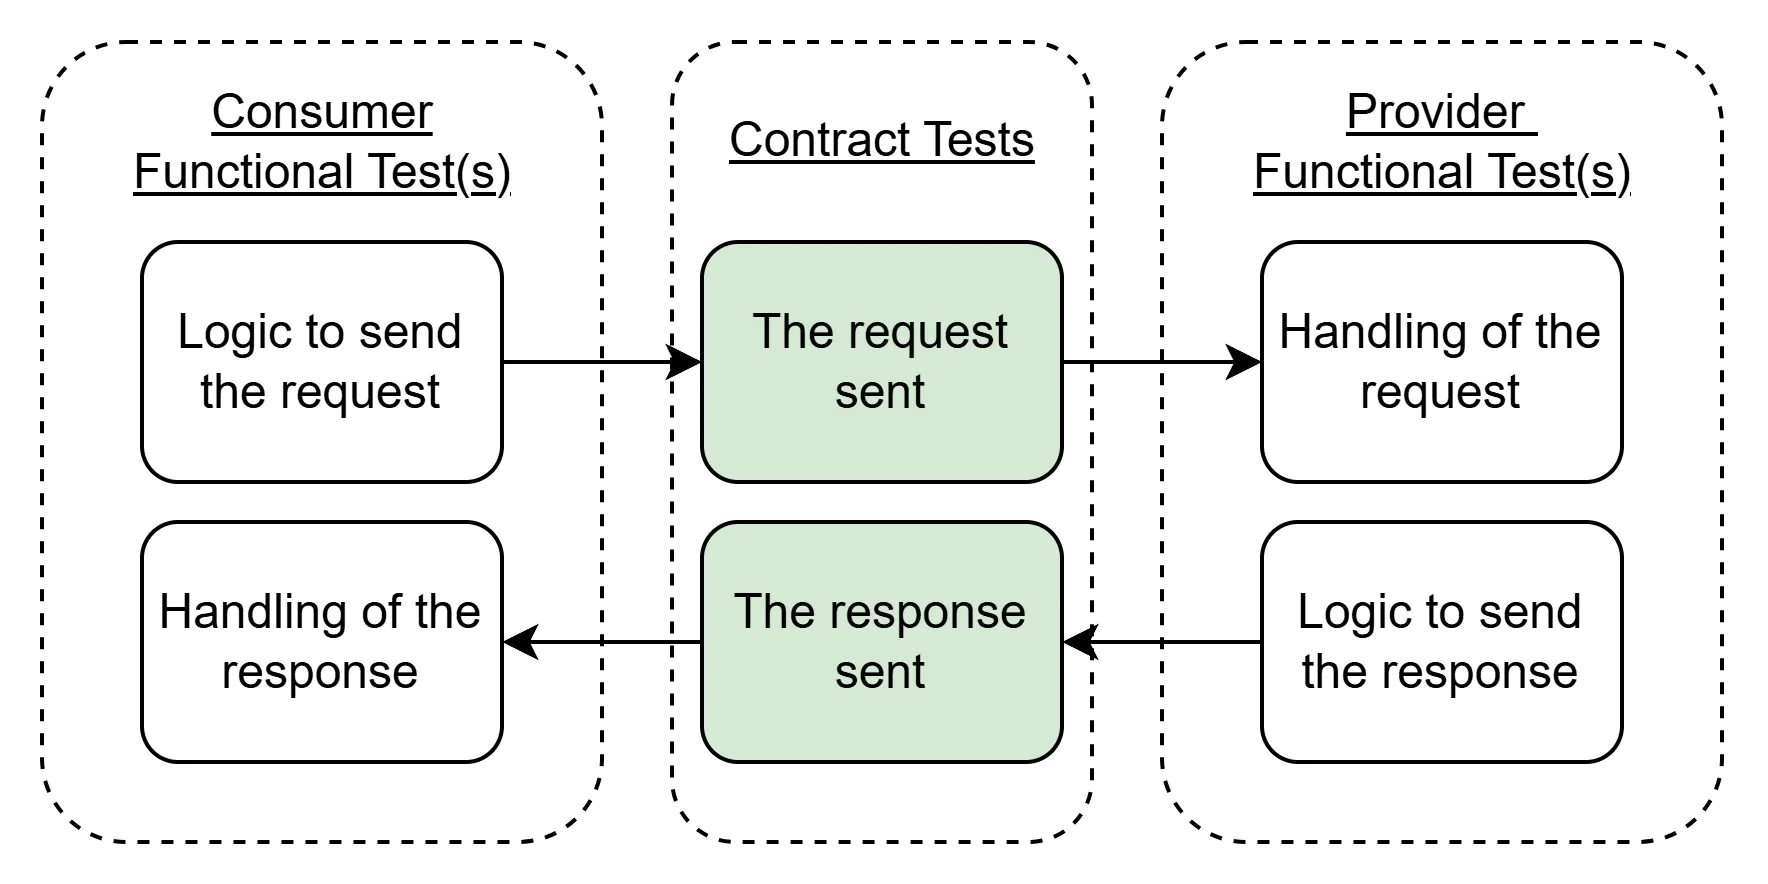 Consumer
Functional Test(s)
Contract Tests
Provider
Functional Test(s)
Logic to send
the request
The request
sent
Handling of the
request
Handling of the
response
The response
sent
Logic to send
the response